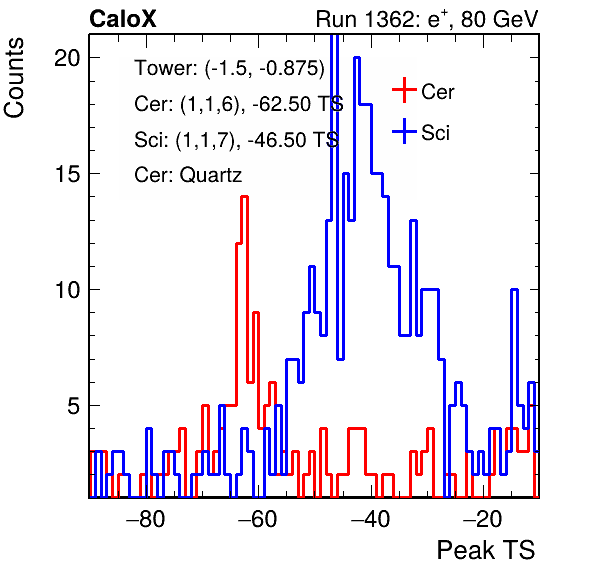 CaloX Run 1362: e⁺, 80 GeV
Counts
20
15
10
5
Tower: (-1.5, -0.875)
Cer: (1,1,6), -62.50 TS
Sci: (1,1,7), -46.50 TS
Cer: Quartz
Cer
Sci
−80 −60 −40 −20
Peak TS